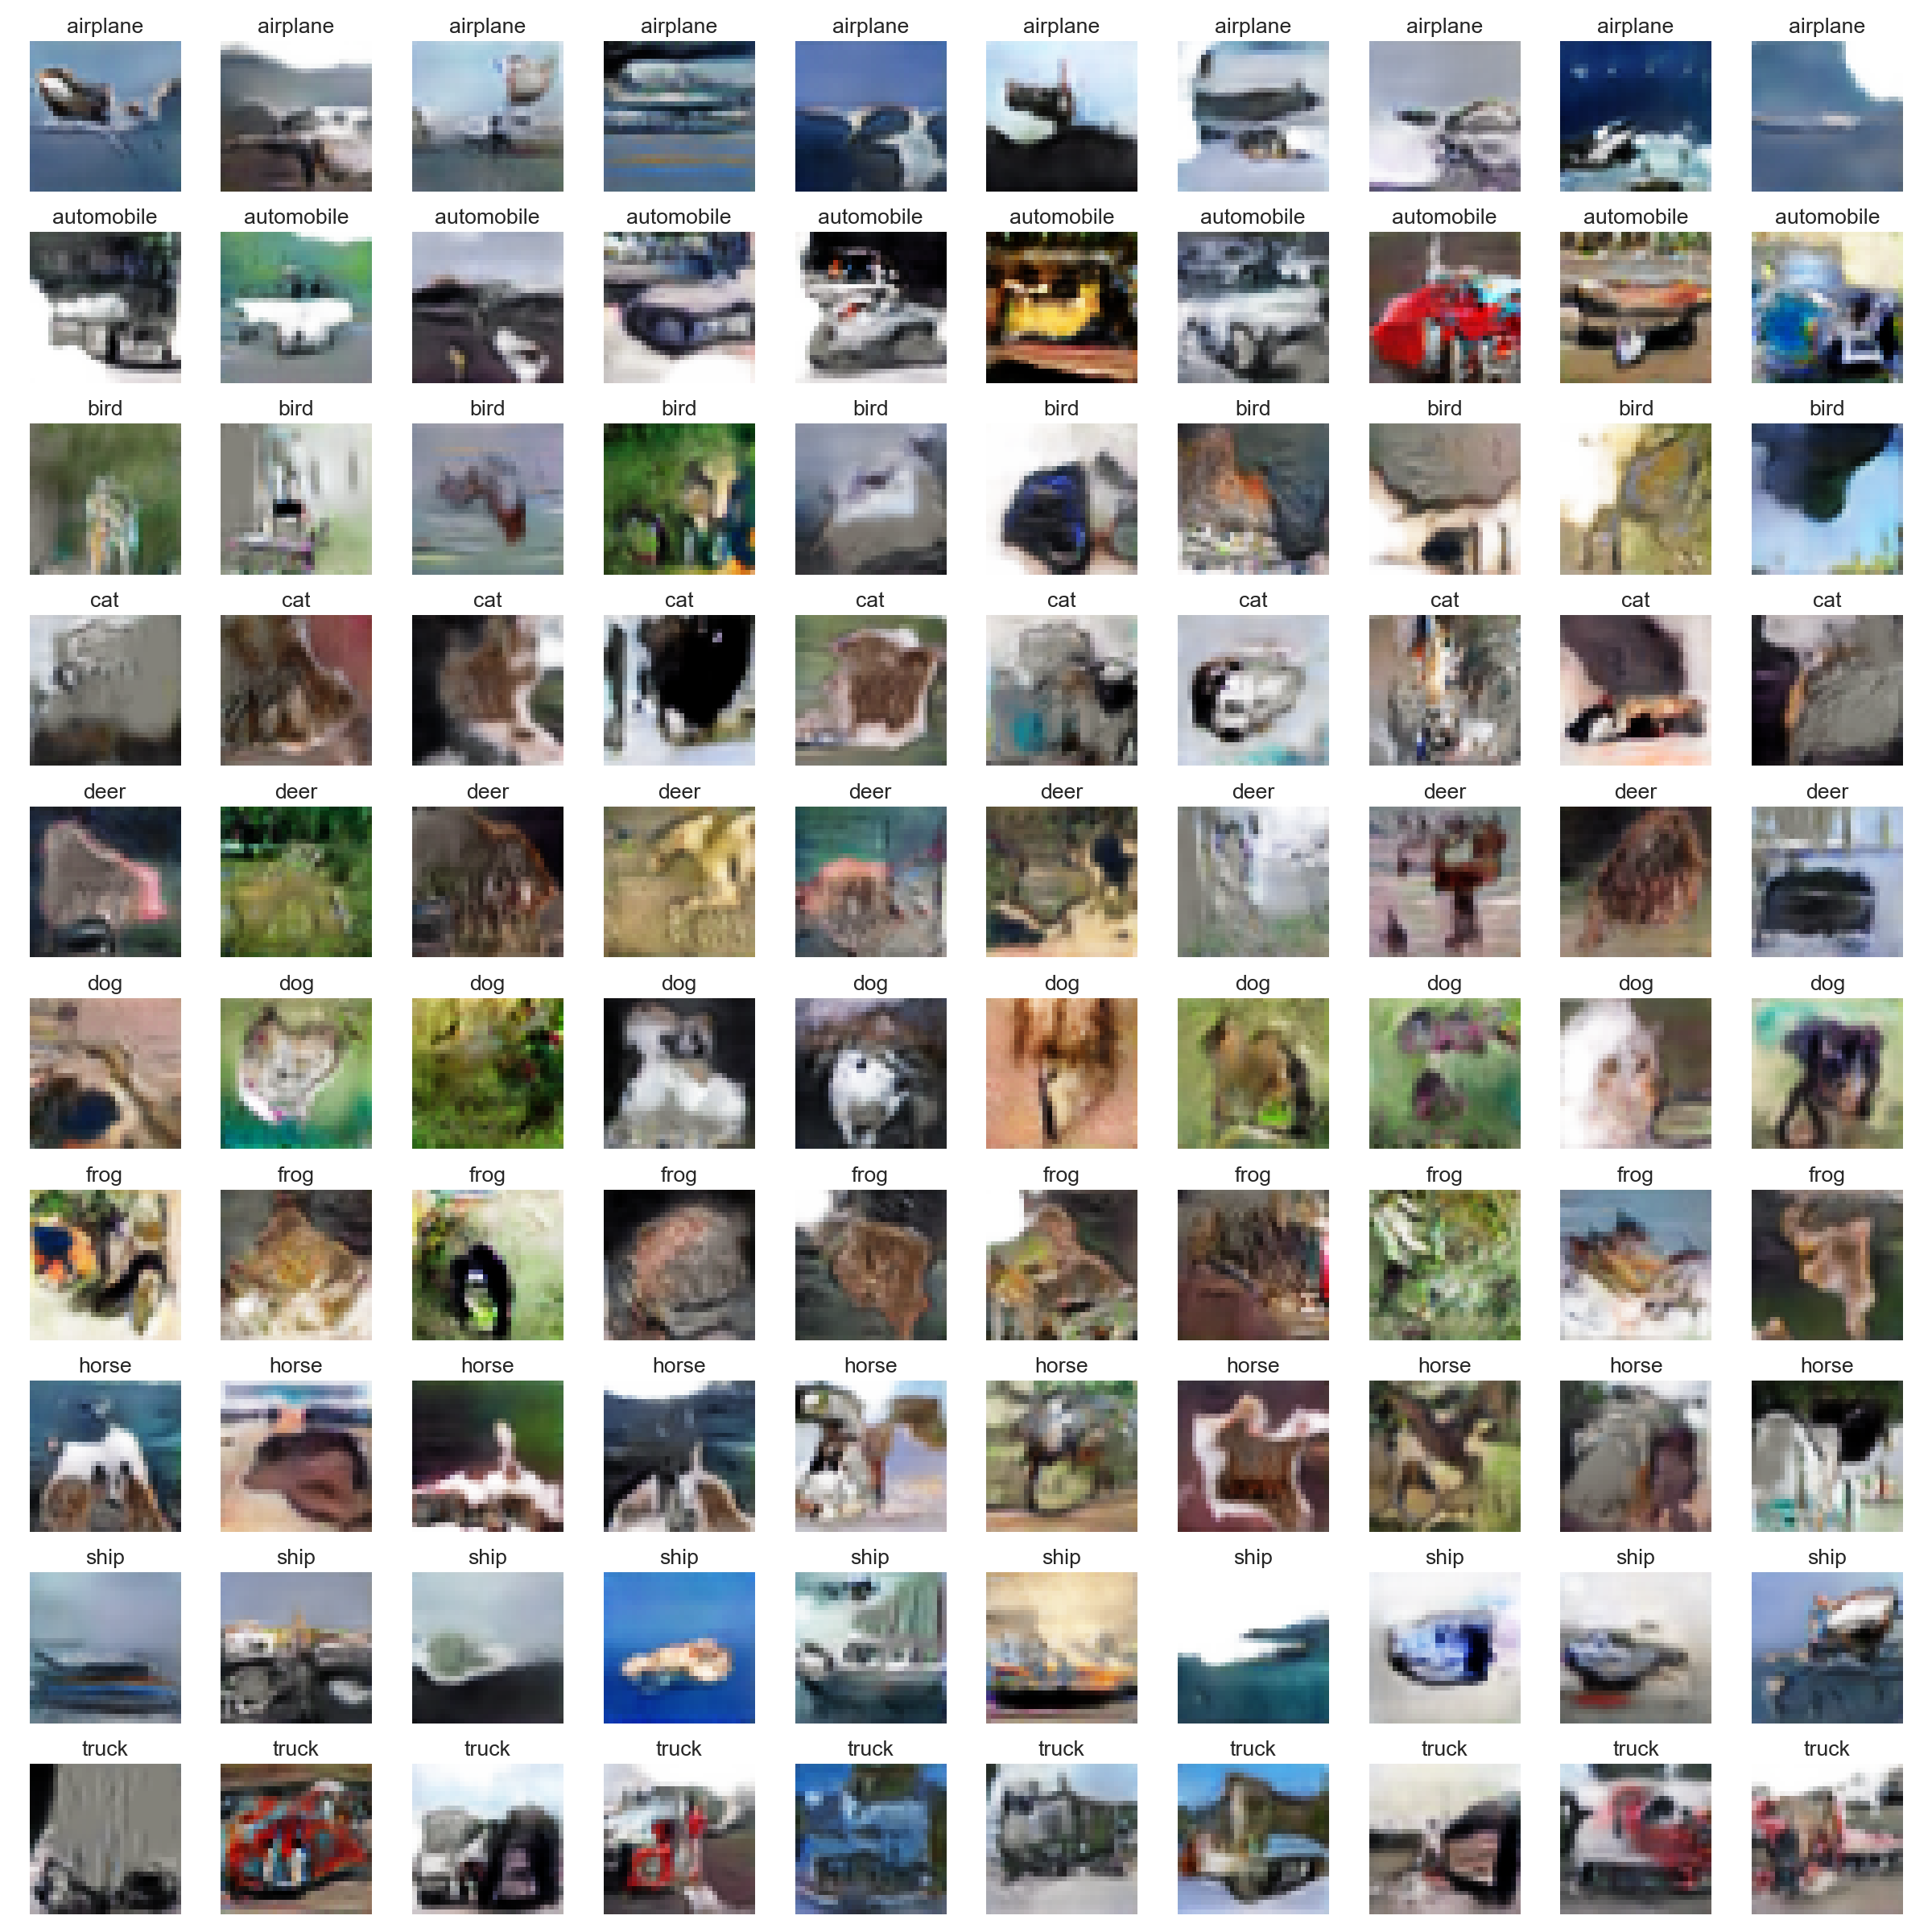 airplane airplane airplane airplane airplane airplane airplane airplane airplane airplane
automobile automobile automobile automobile automobile automobile automobile automobile automobile automobile
bird bird bird bird bird bird bird bird bird bird
cat cat cat cat cat cat cat cat cat cat
deer deer deer deer deer deer deer deer deer deer
dog dog dog dog dog dog dog dog dog dog
frog frog frog frog frog frog frog frog frog frog
horse horse horse horse horse horse horse horse horse horse
ship ship ship ship ship ship ship ship ship ship
truck truck truck truck truck truck truck truck truck truck